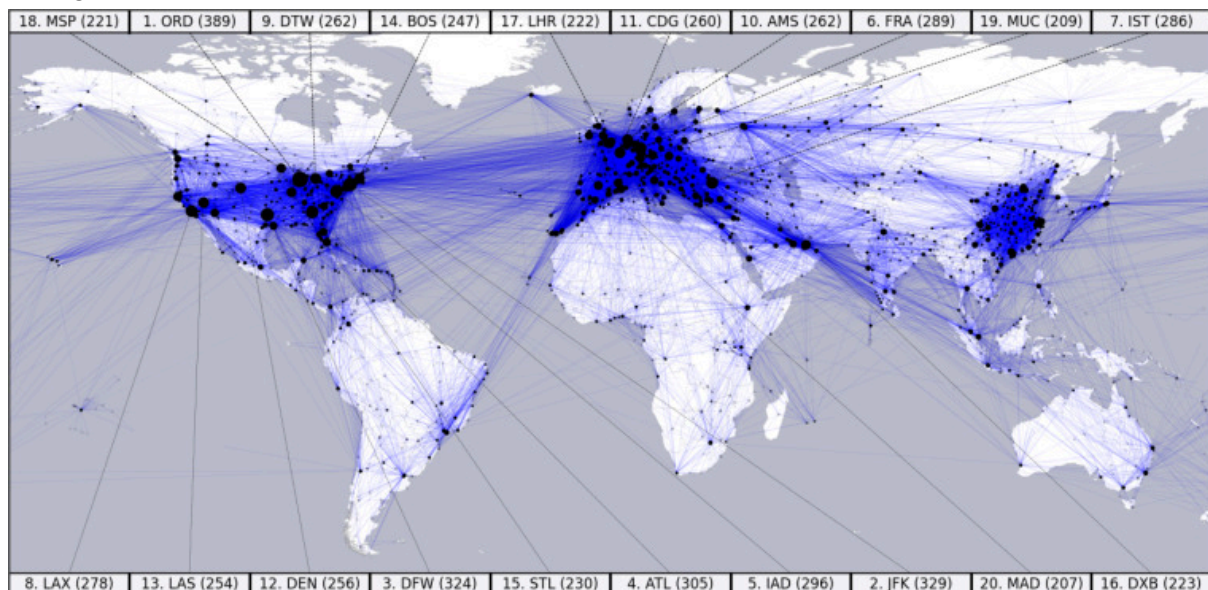 18. MSP (221) 1. ORD (389) 9. DTW (262) 14. BOS (247) 17. LHR (222) 11. CDG (260) 10. AMS (262) 6. FRA (289) 19. MUC (209) 7. IST (286)
8. LAX (278) 13. LAS (254) 12. DEN (256) 3. DFW (324) 15. STL (230) 4. ATL (305) 5. IAD (296) 2. JFK (329) 20. MAD (207) 16. DXB (223)